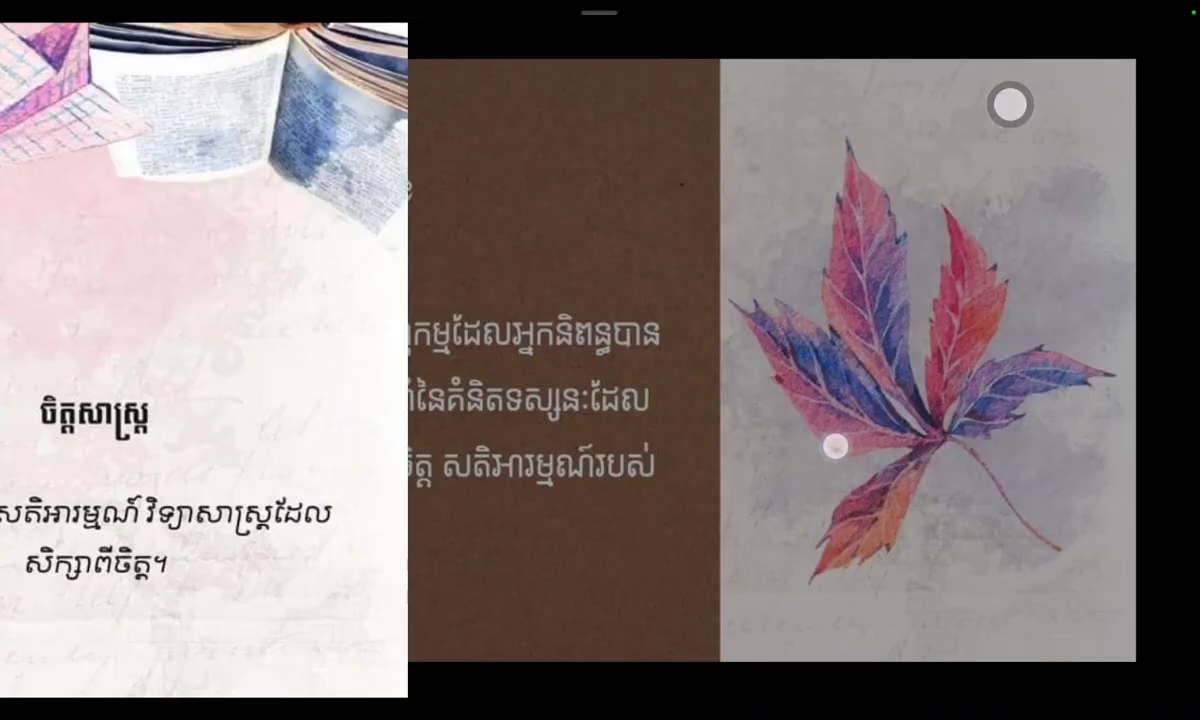 ចិត្តសាស្ត្រ
សតិអារម្មណ៍ វិទ្យាសាស្ត្រដែល
សិក្សាពីចិត្ត។
កម្មដែលអ្នកនិពន្ធបាន
នៃគំនិតទស្សនៈដែល
ចិត្ត សតិអារម្មណ៍របស់